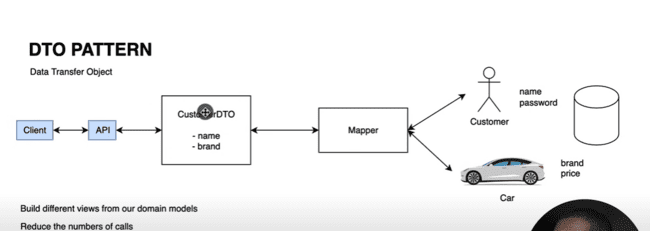 DTO PATTERN
Data Transfer Object
Client
API
CustomerDTO
- name
- brand
Mapper
Customer
name
password
Car
brand
price
Build different views from our domain models
Reduce the numbers of calls